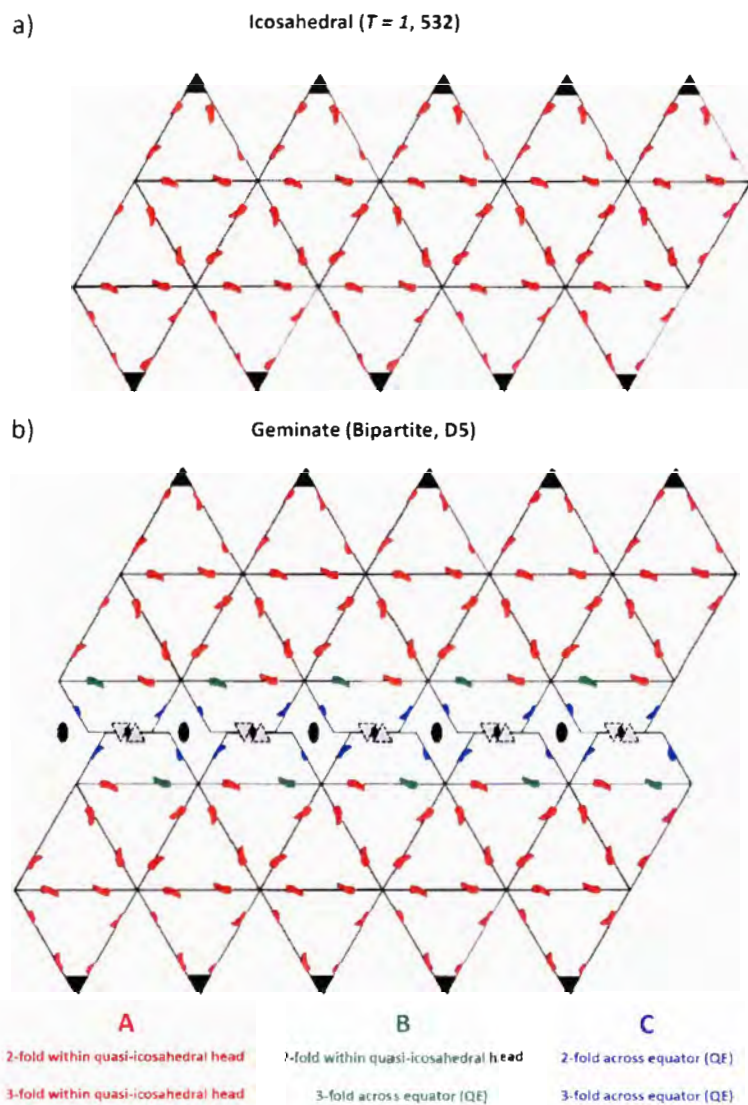 a)
Icosahedral (T = 1, 532)
b)
Geminate (Bipartite, D5)
A
B
C
2-fold within quasi-icosahedral head
?-fold within quasi-icosahedral head
2-fold across equator (QE)
3-fold within quasi-icosahedral head
3-fold across equator (QE)
3-fold across equator (QE)